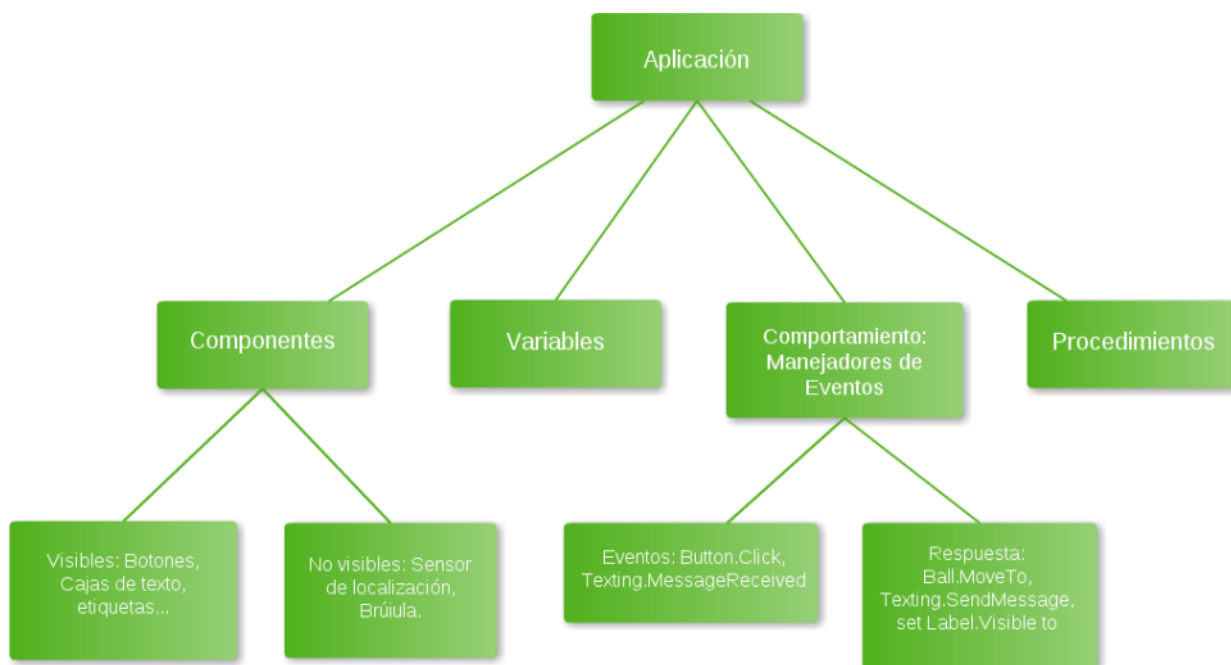 Aplicación
Componentes
Variables
Comportamiento:
Manejadores de
Eventos
Procedimientos
Visibles: Botones,
Cajas de texto,
etiquetas...
No visibles: Sensor
de localización,
Brújula.
Eventos: Button.Click,
Texting.MessageReceived
Respuesta:
Ball.MoveTo,
Texting.SendMessage,
set Label.Visible to